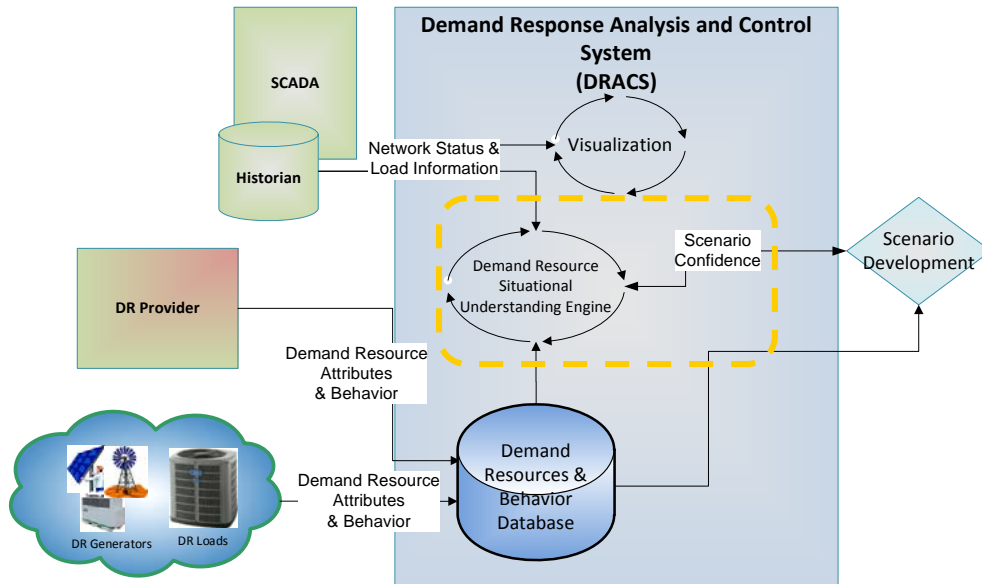 Demand Response Analysis and Control
System
(DRACS)
SCADA
Historian
Network Status &
Load Information
Visualization
Scenario
Confidence
Scenario
Development
Demand Resource
Situational
Understanding Engine
DR Provider
Demand Resource
Attributes
& Behavior
Demand
Resources &
Behavior
Database
Demand Resource
Attributes
& Behavior
DR Generators
DR Loads